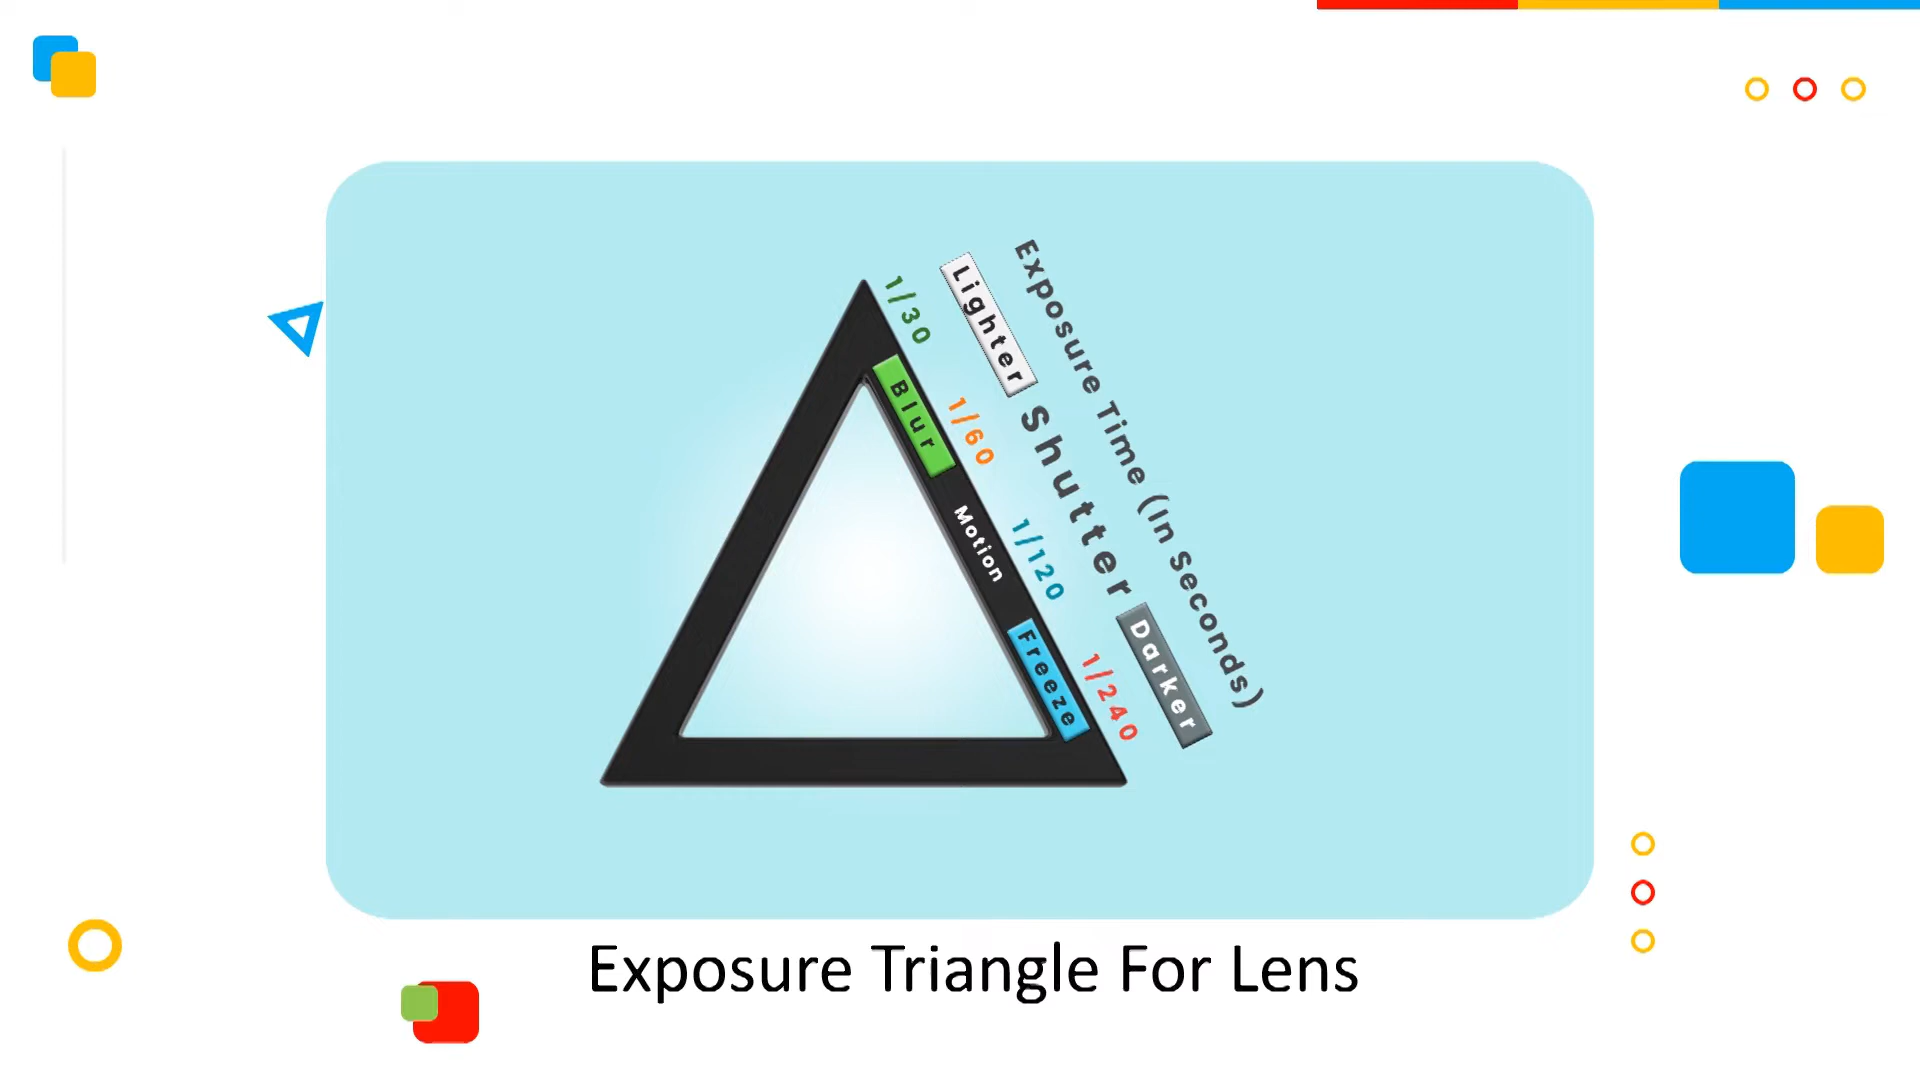 Exposure Time (In Seconds)
Lighter
Shutter
Darker
1/30
1/60
1/120
1/240
Blur
Motion
Freeze
Exposure Triangle For Lens